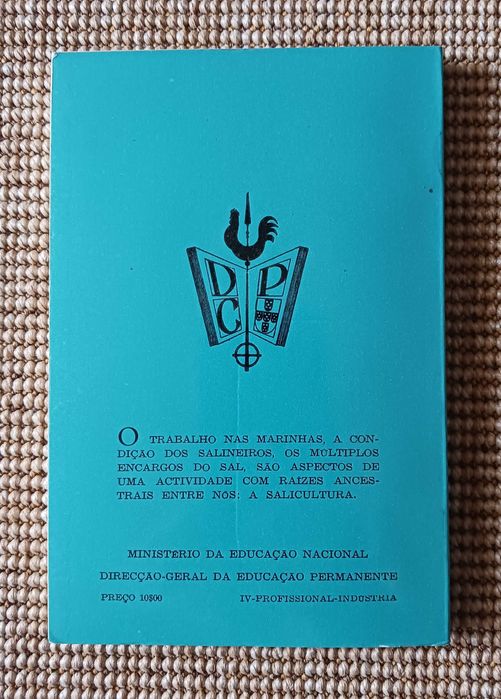 D P
C
O TRABALHO NAS MARINHAS, A CON-
DIÇÃO DOS SALINEIROS, OS MÚLTIPLOS
ENCARGOS DO SAL, SÃO ASPECTOS DE
UMA ACTIVIDADE COM RAÍZES ANCES-
TRAIS ENTRE NÓS: A SALICULTURA.
MINISTÉRIO DA EDUCAÇÃO NACIONAL
DIRECÇÃO-GERAL DA EDUCAÇÃO PERMANENTE
PREÇO 10$00 IV-PROFISSIONAL-INDÚSTRIA